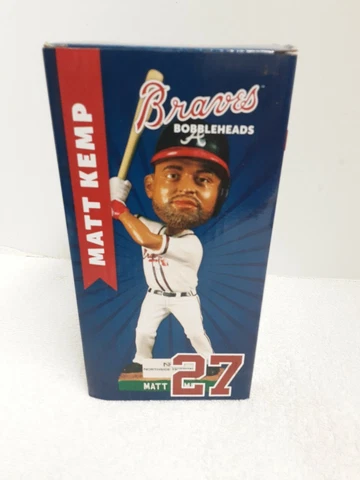 MATT KEMP
Braves
BOBBLEHEADS
A
MATT
27